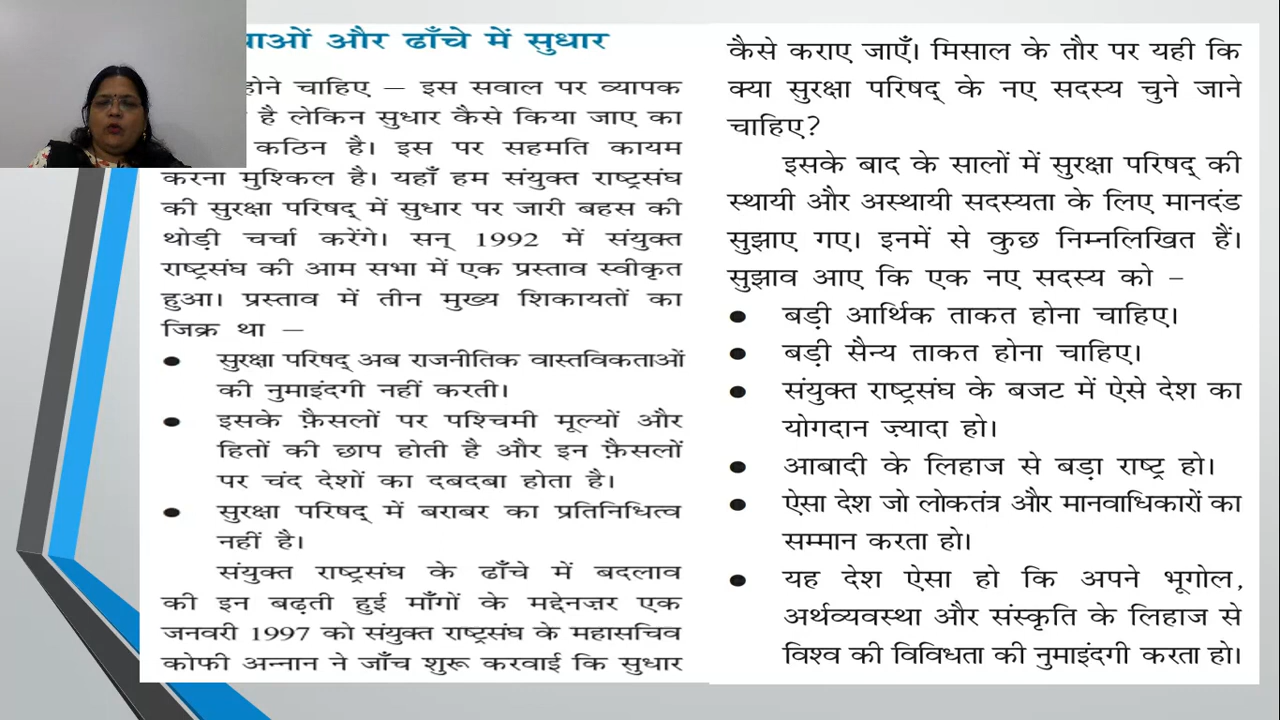 और ढाँचे में सुधार
होने चाहिए — इस सवाल पर व्यापक
है लेकिन सुधार कैसे किया जाए का
कठिन है। इस पर सहमति कायम
करना मुश्किल है। यहाँ हम संयुक्त राष्ट्रसंघ
की सुरक्षा परिषद् में सुधार पर जारी बहस की
थोड़ी चर्चा करेंगे। सन् 1992 में संयुक्त
राष्ट्रसंघ की आम सभा में एक प्रस्ताव स्वीकृत
हुआ। प्रस्ताव में तीन मुख्य शिकायतों का
जिक्र था —
● सुरक्षा परिषद् अब राजनीतिक वास्तविकताओं
की नुमाइंदगी नहीं करती।
● इसके फ़ैसलों पर पश्चिमी मूल्यों और
हितों की छाप होती है और इन फ़ैसलों
पर चंद देशों का दबदबा होता है।
● सुरक्षा परिषद् में बराबर का प्रतिनिधित्व
नहीं है।
संयुक्त राष्ट्रसंघ के ढाँचे में बदलाव
की इन बढ़ती हुई माँगों के मद्देनज़र एक
जनवरी 1997 को संयुक्त राष्ट्रसंघ के महासचिव
कोफी अन्नान ने जाँच शुरू करवाई कि सुधार
कैसे कराए जाएँ। मिसाल के तौर पर यही कि
क्या सुरक्षा परिषद् के नए सदस्य चुने जाने
चाहिए?
इसके बाद के सालों में सुरक्षा परिषद् की
स्थायी और अस्थायी सदस्यता के लिए मानदंड
सुझाए गए। इनमें से कुछ निम्नलिखित हैं।
सुझाव आए कि एक नए सदस्य को –
● बड़ी आर्थिक ताकत होना चाहिए।
● बड़ी सैन्य ताकत होना चाहिए।
● संयुक्त राष्ट्रसंघ के बजट में ऐसे देश का
योगदान ज़्यादा हो।
● आबादी के लिहाज से बड़ा राष्ट्र हो।
● ऐसा देश जो लोकतंत्र और मानवाधिकारों का
सम्मान करता हो।
● यह देश ऐसा हो कि अपने भूगोल,
अर्थव्यवस्था और संस्कृति के लिहाज से
विश्व की विविधता की नुमाइंदगी करता हो।